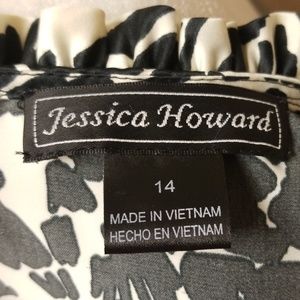 Jessica Howard
14
MADE IN VIETNAM
HECHO EN VIETNAM